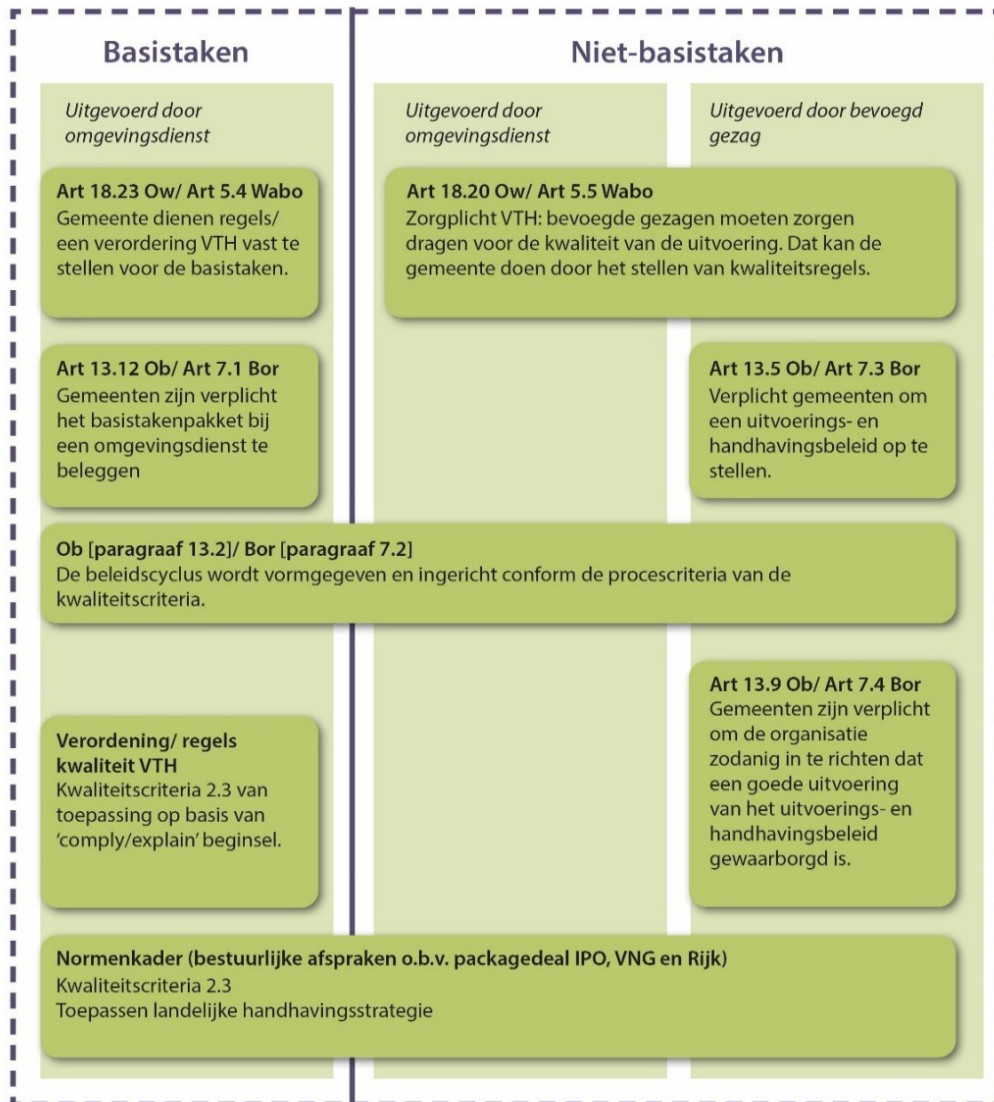 Basistaken
Niet-basistaken
Uitgevoerd door
omgevingsdienst
Uitgevoerd door
omgevingsdienst
Uitgevoerd door bevoegd
gezag
Art 18.23 Ow/ Art 5.4 Wabo
Gemeente dienen regels/
een verordening VTH vast te
stellen voor de basistaken.
Art 18.20 Ow/ Art 5.5 Wabo
Zorgplicht VTH: bevoegde gezagen moeten zorgen
dragen voor de kwaliteit van de uitvoering. Dat kan de
gemeente doen door het stellen van kwaliteitsregels.
Art 13.12 Ob/ Art 7.1 Bor
Gemeenten zijn verplicht
het basistakenpakket bij
een omgevingsdienst te
beleggen
Art 13.5 Ob/ Art 7.3 Bor
Verplicht gemeenten om
een uitvoerings- en
handhavingsbeleid op te
stellen.
Ob [paragraaf 13.2]/ Bor [paragraaf 7.2]
De beleidscyclus wordt vormgegeven en ingericht conform de procescriteria van de
kwaliteitscriteria.
Verordening/ regels
kwaliteit VTH
Kwaliteitscriteria 2.3 van
toepassing op basis van
‘comply/explain’ beginsel.
Art 13.9 Ob/ Art 7.4 Bor
Gemeenten zijn verplicht
om de organisatie
zodanig in te richten dat
een goede uitvoering
van het uitvoerings- en
handhavingsbeleid
gewaarborgd is.
Normenkader (bestuurlijke afspraken o.b.v. packagedeal IPO, VNG en Rijk)
Kwaliteitscriteria 2.3
Toepassen landelijke handhavingsstrategie